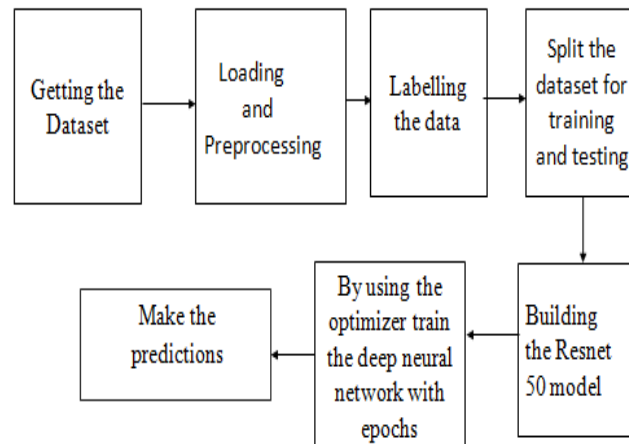 Getting the
Dataset
Loading
and
Preprocessing
Labelling
the data
Split the
dataset for
training
and testing
Building
the Resnet
50 model
By using the
optimizer train
the deep neural
network with
epochs
Make the
predictions